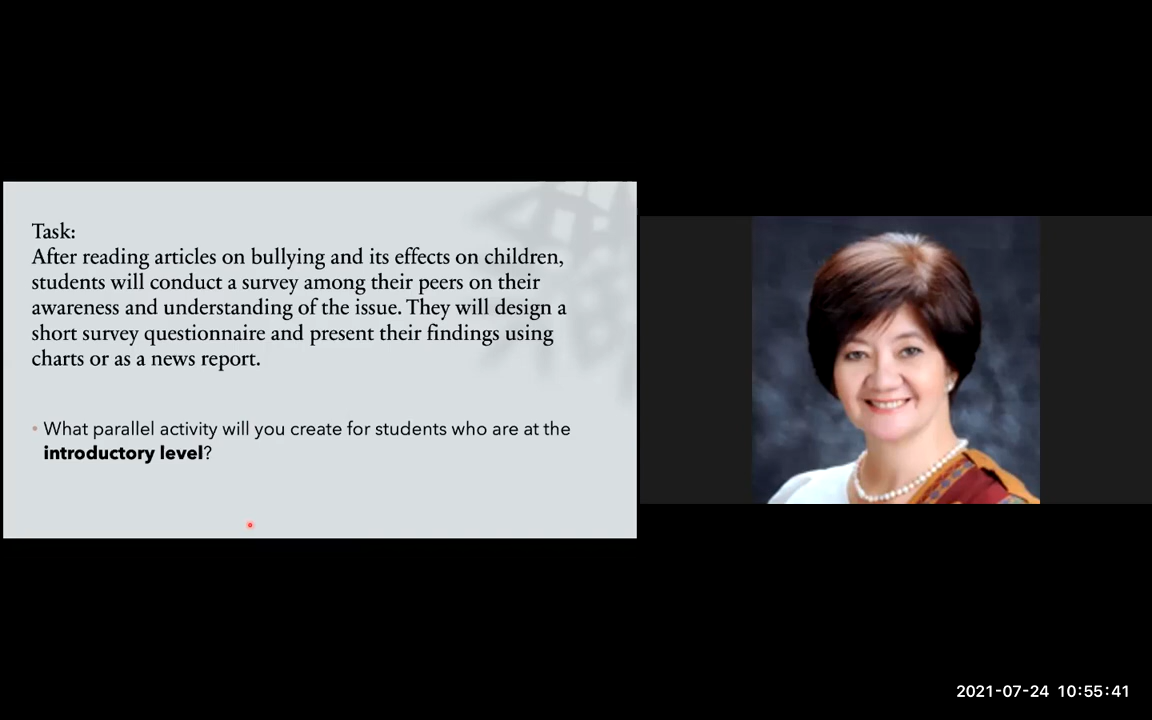 Task:
After reading articles on bullying and its effects on children,
students will conduct a survey among their peers on their
awareness and understanding of the issue. They will design a
short survey questionnaire and present their findings using
charts or as a news report.
• What parallel activity will you create for students who are at the
introductory level?
2021-07-24 10:55:41